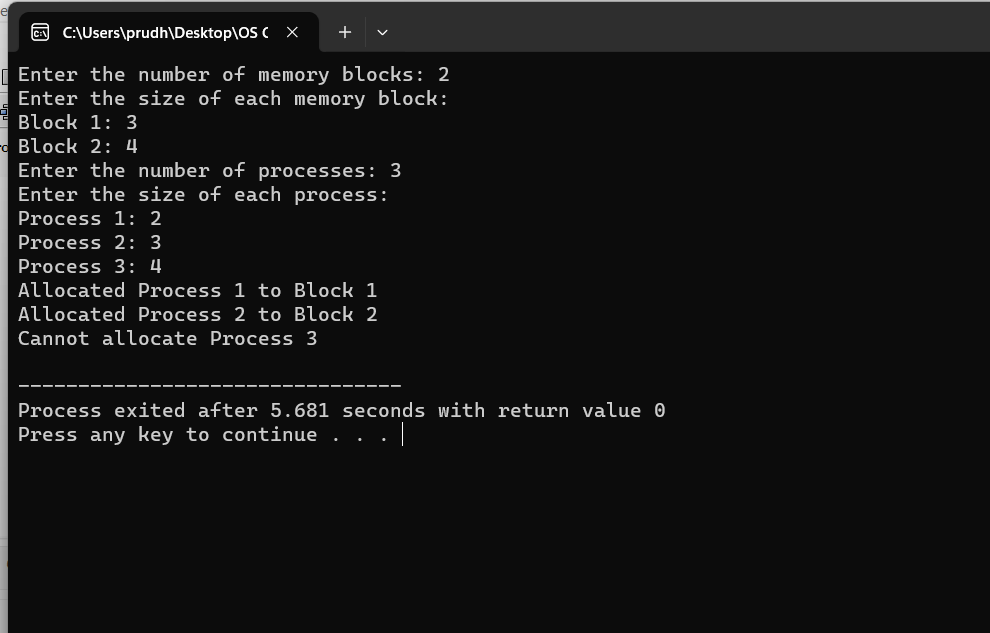 C:\Users\prudh\Desktop\OS C
Enter the number of memory blocks: 2
Enter the size of each memory block:
Block 1: 3
Block 2: 4
Enter the number of processes: 3
Enter the size of each process:
Process 1: 2
Process 2: 3
Process 3: 4
Allocated Process 1 to Block 1
Allocated Process 2 to Block 2
Cannot allocate Process 3
--------------------------------
Process exited after 5.681 seconds with return value 0
Press any key to continue . . .